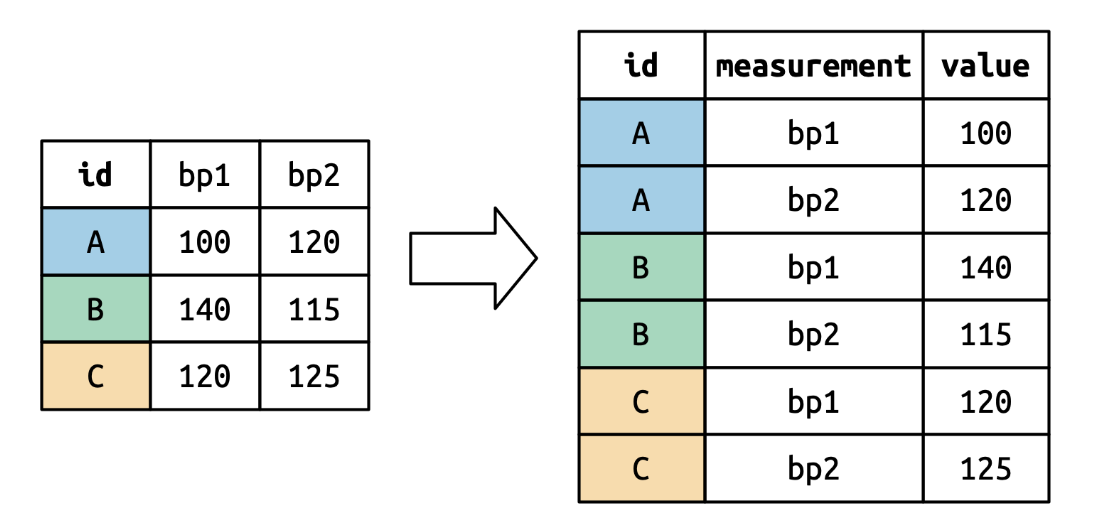 id bp1 bp2
A 100 120
B 140 115
C 120 125
id measurement value
A bp1 100
A bp2 120
B bp1 140
B bp2 115
C bp1 120
C bp2 125